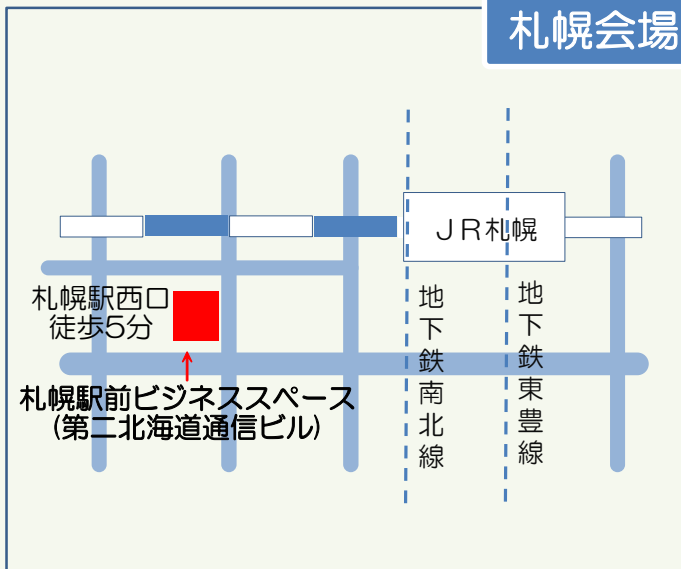 札幌会場
JR札幌
札幌駅西口
徒歩5分
地下鉄南北線
地下鉄東豊線
札幌駅前ビジネススペース
(第二北海道通信ビル)